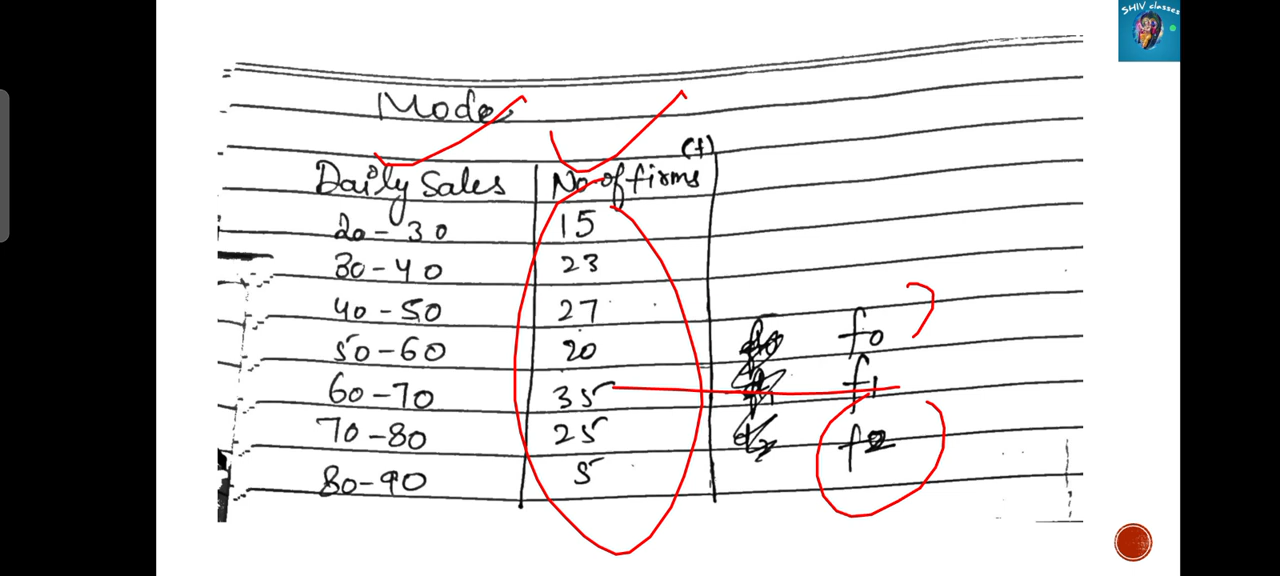 SHIV classes
Mode
(f)
Daily Sales No. of firms
20-30 15
30-40 23
40-50 27
50-60 20 f0
60-70 35 f1
70-80 25 f2
80-90 5